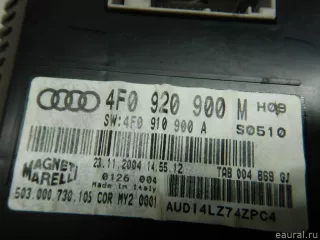 4F0 920 900 M H08
SW:4F0 910 900 A S0510
23.11.2004 14.55.12
MAGNETI MARELLI
0126 004 TAB 004 869 GJ
Made in Italy
503.000.730.105 COR MY2 0001 AUDI4LZ74ZPC4
eaural.ru